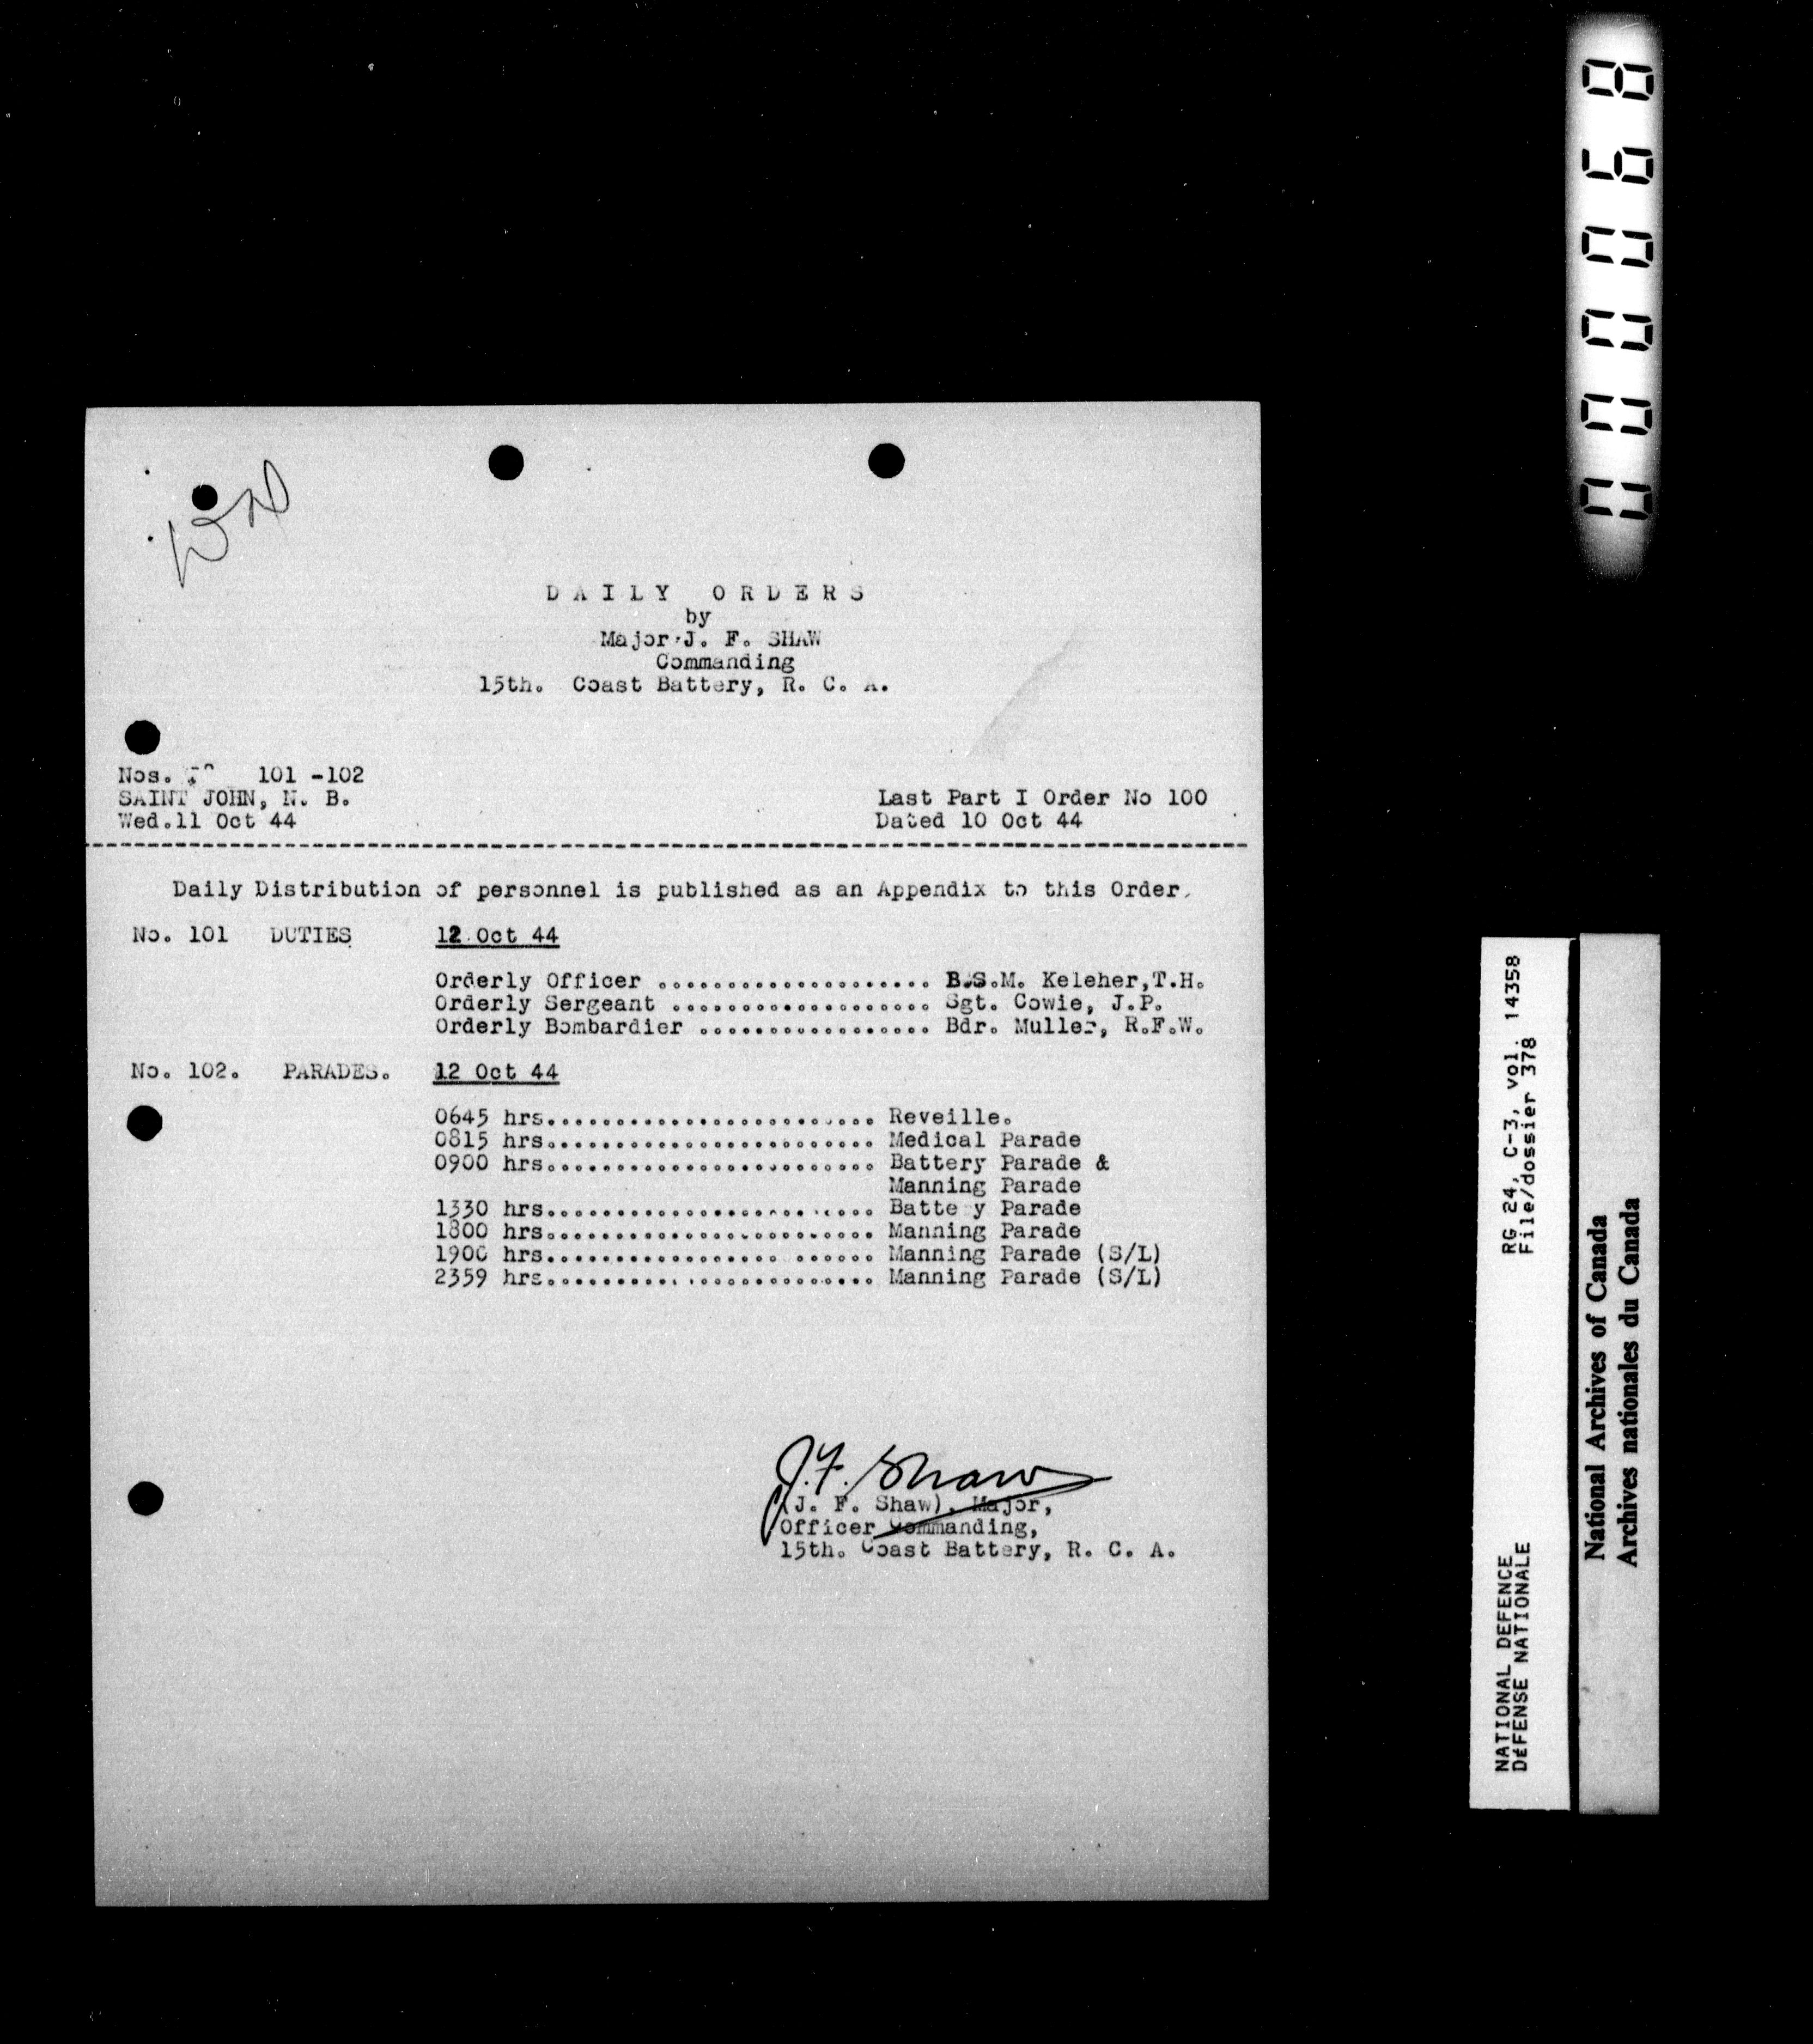 DAILY ORDERS
by
Major J. F. SHAW
Commanding
15th. Coast Battery, R. C. A.
Nos. 101 -102
SAINT JOHN, N. B.
Wed.11 Oct 44
Last Part I Order No 100
Dated 10 Oct 44
Daily Distribution of personnel is published as an Appendix to this Order.
No. 101 DUTIES 12 Oct 44
Orderly Officer .................... B.S.M. Keleher,T.H.
Orderly Sergeant ................... Sgt. Cowie, J.P.
Orderly Bombardier ................. Bdr. Muller, R.F.W.
No. 102. PARADES. 12 Oct 44
0645 hrs........................ Reveille.
0815 hrs........................ Medical Parade
0900 hrs........................ Battery Parade &
Manning Parade
1330 hrs........................ Batte y Parade
1800 hrs........................ Manning Parade
1900 hrs................. ...... Manning Parade (S/L)
2359 hrs........................ Manning Parade (S/L)
J.F. Shaw
(J. F. Shaw), Major,
Officer Commanding,
15th. Coast Battery, R. C. A.
000068
RG 24, C-3, vol. 14358
File/dossier 378
NATIONAL DEFENCE
DÉFENSE NATIONALE
National Archives of Canada
Archives nationales du Canada